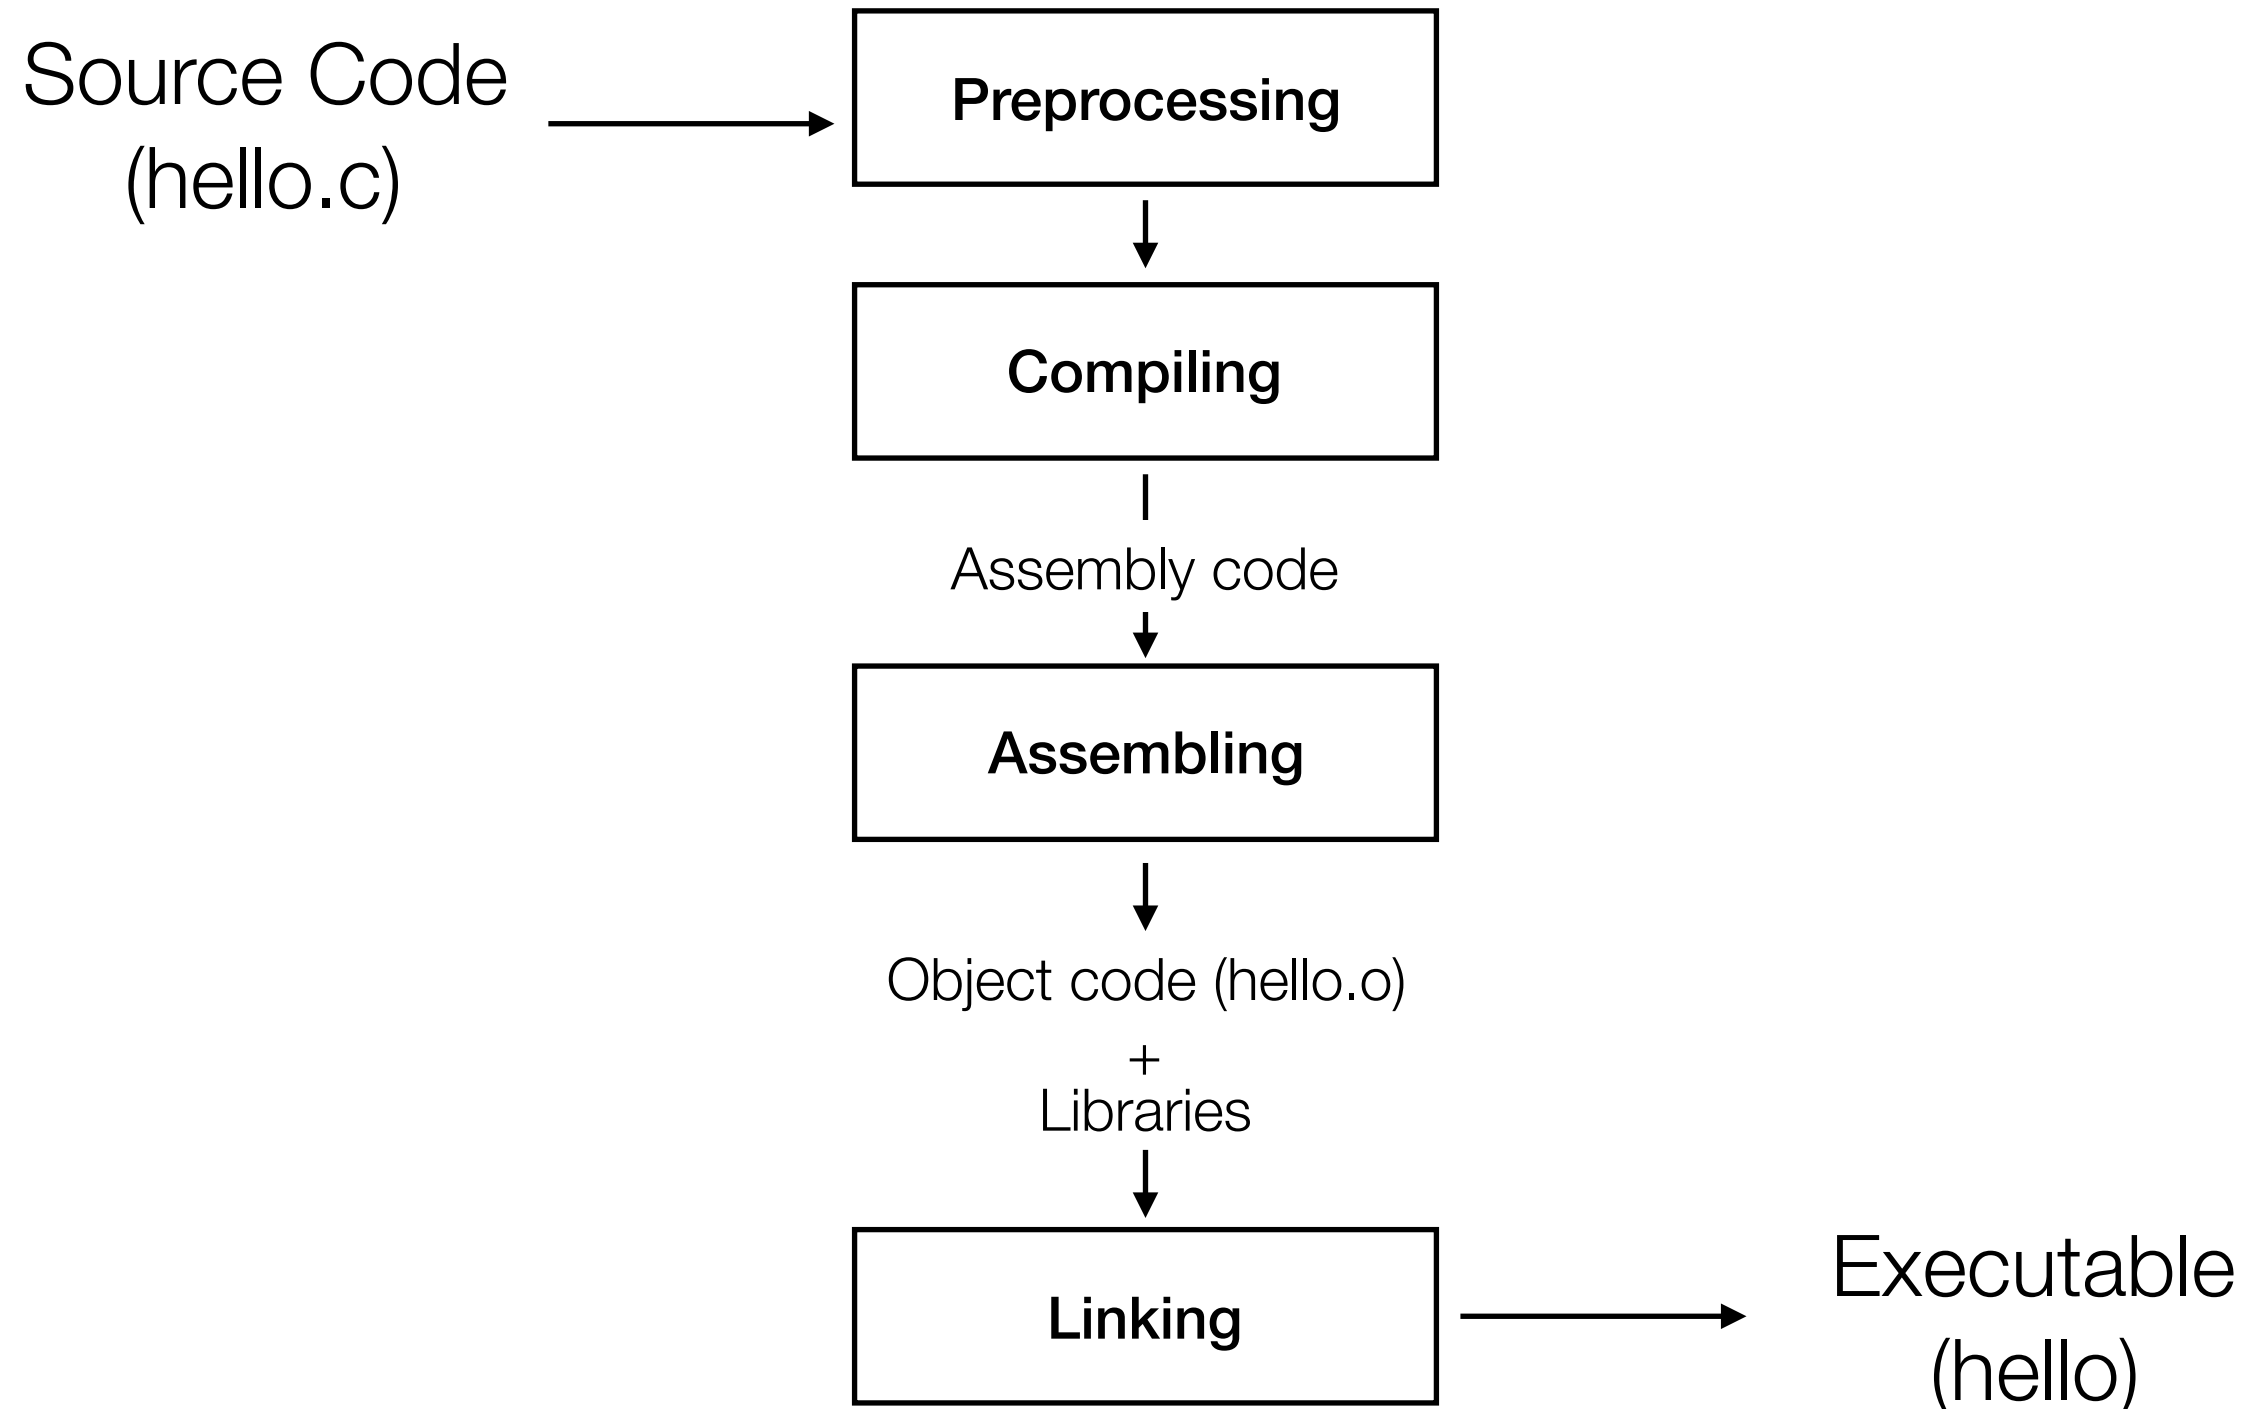 Source Code
(hello.c)
Preprocessing
Compiling
Assembly code
Assembling
Object code (hello.o)
+
Libraries
Linking
Executable
(hello)